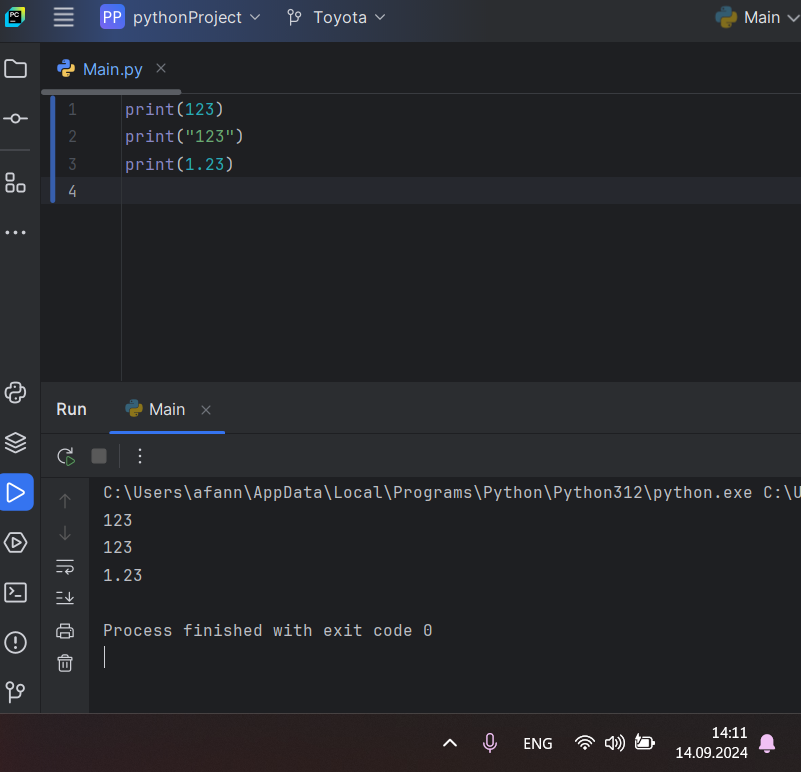 PC
PP pythonProject Toyota Main
Main.py
1 print(123)
2 print("123")
3 print(1.23)
4
Run Main
C:\Users\afann\AppData\Local\Programs\Python\Python312\python.exe C:\U
123
123
1.23
Process finished with exit code 0
ENG
14:11
14.09.2024